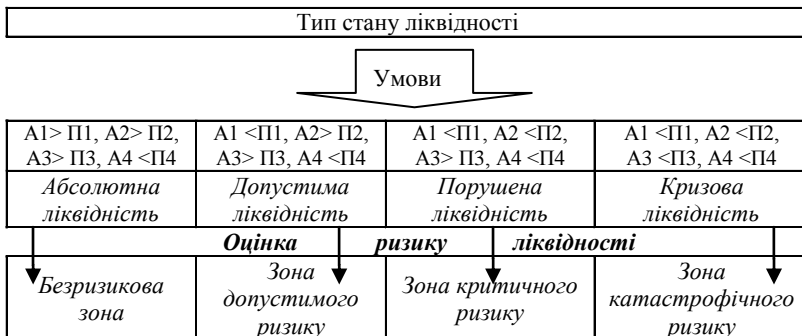 Тип стану ліквідності
Умови
А1> П1, А2> П2,
А3> П3, А4 <П4
А1 <П1, А2> П2,
А3> П3, А4 <П4
А1 <П1, А2 <П2,
А3> П3, А4 <П4
А1 <П1, А2 <П2,
А3 <П3, А4 <П4
Абсолютна
ліквідність
Допустима
ліквідність
Порушена
ліквідність
Кризова
ліквідність
Оцінка ризику ліквідності
Безризикова
зона
Зона
допустимого
ризику
Зона критичного
ризику
Зона
катастрофічного
ризику